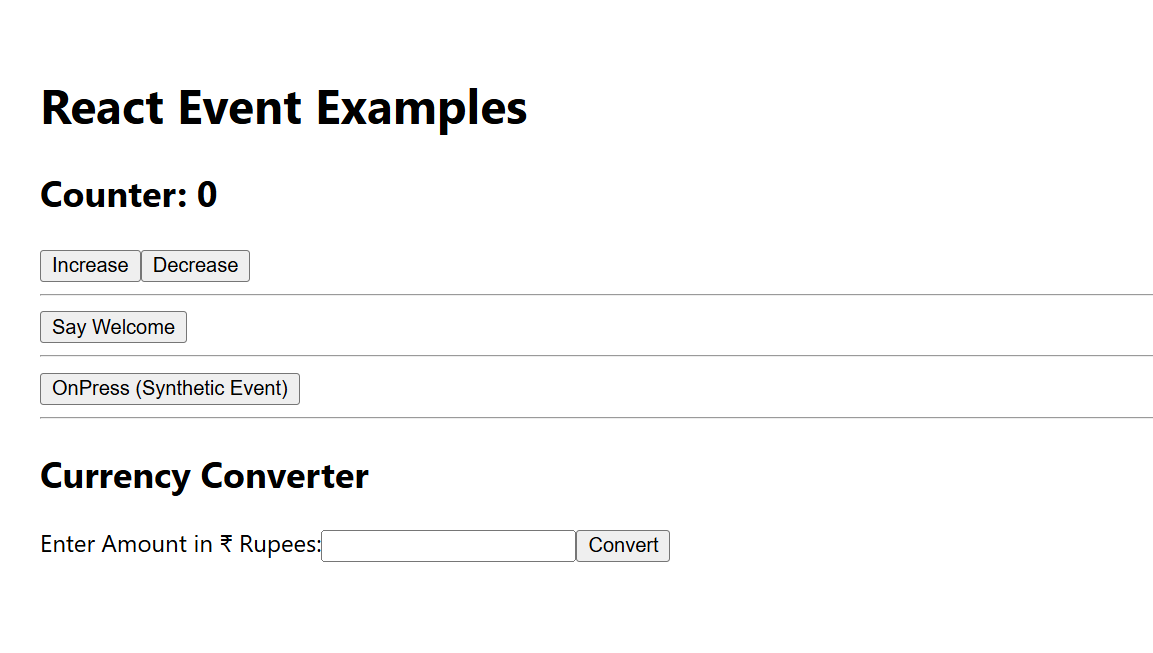 React Event Examples
Counter: 0
Increase Decrease
Say Welcome
OnPress (Synthetic Event)
Currency Converter
Enter Amount in ₹ Rupees: Convert